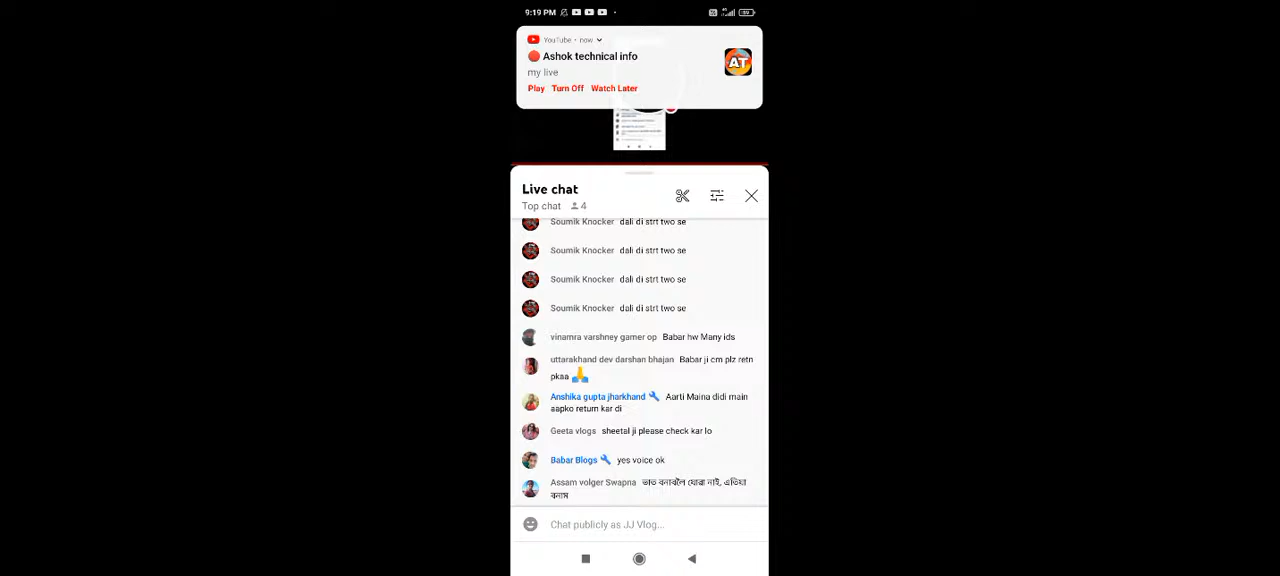 9:19 PM
59
YouTube • now
Ashok technical info
my live
AT
Play Turn Off Watch Later
Live chat
Top chat 4
Soumik Knocker dali di strt two se
Soumik Knocker dali di strt two se
Soumik Knocker dali di strt two se
Soumik Knocker dali di strt two se
vinamra varshney gamer op Babar hw Many ids
uttarakhand dev darshan bhajan Babar ji cm plz retn
pkaa 🙏
Anshika gupta jharkhand Aarti Maina didi main
aapko return kar di
Geeta vlogs sheetal ji please check kar lo
Babar Blogs yes voice ok
Assam volger Swapna ভাত বনাবলৈ যোৱা নাই, এতিয়া
বনাম
Chat publicly as JJ Vlog...